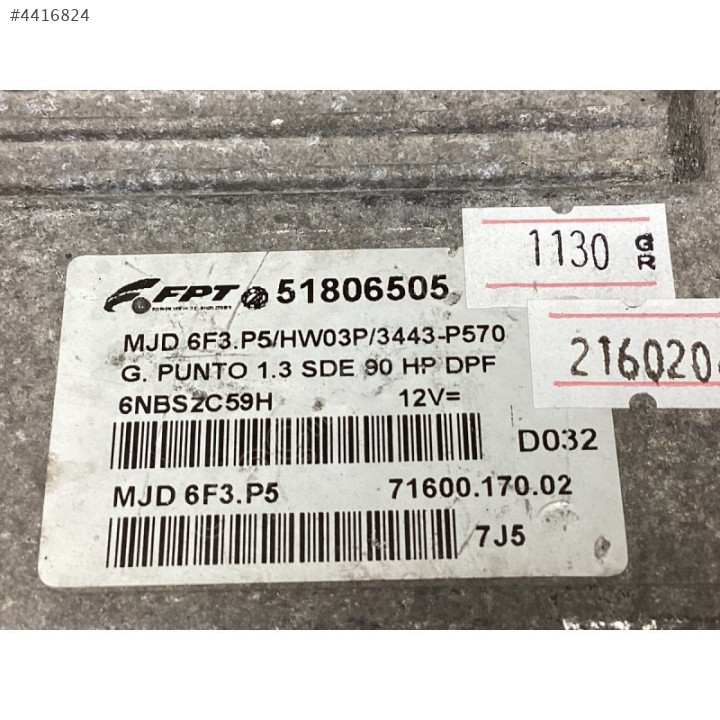 #4416824
1130 GR
FPT 51806505
216020
MJD 6F3.P5/HW03P/3443-P570
G. PUNTO 1.3 SDE 90 HP DPF
6NBSZC59H 12V=
D032
MJD 6F3.P5 71600.170.02
7J5